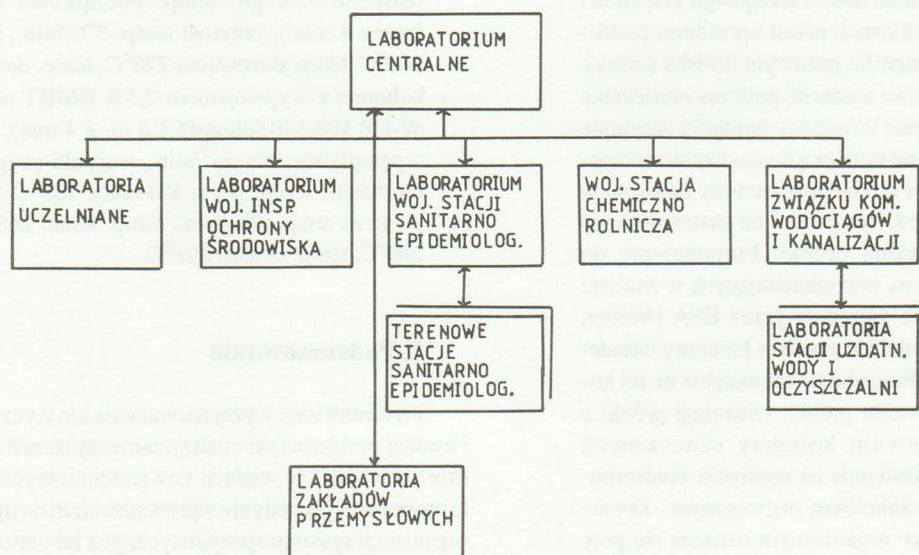 LABORATORIUM
CENTRALNE
LABORATORIA
UCZELNIANE
LABORATORIUM
WOJ. INSP.
OCHRONY
ŚRODOWISKA
LABORATORIUM
WOJ. STACJI
SANITARNO
EPIDEMIOLOG.
WOJ. STACJA
CHEMICZNO
ROLNICZA
LABORATORIUM
ZWIĄZKU KOM.
WODOCIĄGÓW
I KANALIZACJI
TERENOWE
STACJE
SANITARNO
EPIDEMIOLOG.
LABORATORIA
STACJI UZDATN.
WODY I
OCZYSZCZALNI
LABORATORIA
ZAKŁADÓW
PRZEMYSŁOWYCH